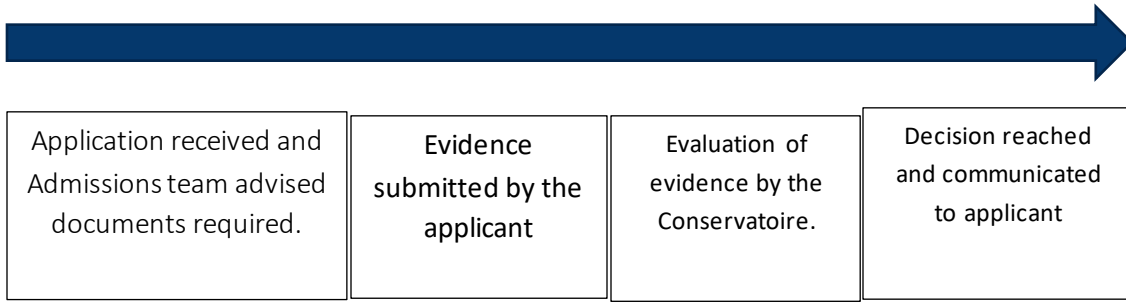 Application received and
Admissions team advised
documents required.
Evidence
submitted by the
applicant
Evaluation of
evidence by the
Conservatoire.
Decision reached
and communicated
to applicant